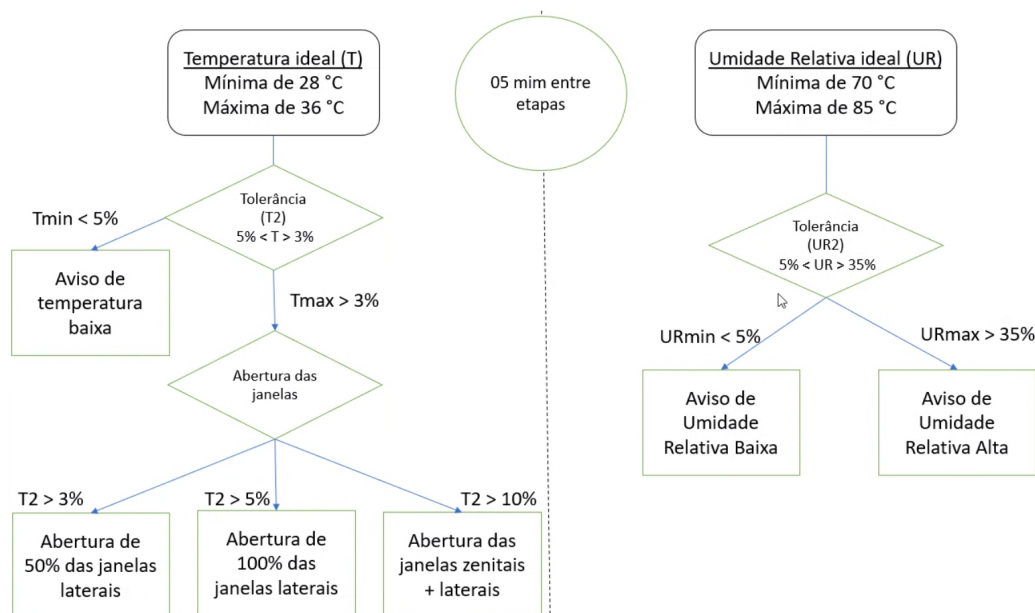 Temperatura ideal (T)
Mínima de 28 °C
Máxima de 36 °C
Tolerância
(T2)
5% < T > 3%
Tmin < 5%
Aviso de
temperatura
baixa
Tmax > 3%
Abertura das
janelas
T2 > 3%
T2 > 5%
T2 > 10%
Abertura de
50% das janelas
laterais
Abertura de
100% das
janelas laterais
Abertura das
janelas zenitais
+ laterais
05 mim entre
etapas
Umidade Relativa ideal (UR)
Mínima de 70 °C
Máxima de 85 °C
Tolerância
(UR2)
5% < UR > 35%
URmin < 5%
URmax > 35%
Aviso de
Umidade
Relativa Baixa
Aviso de
Umidade
Relativa Alta